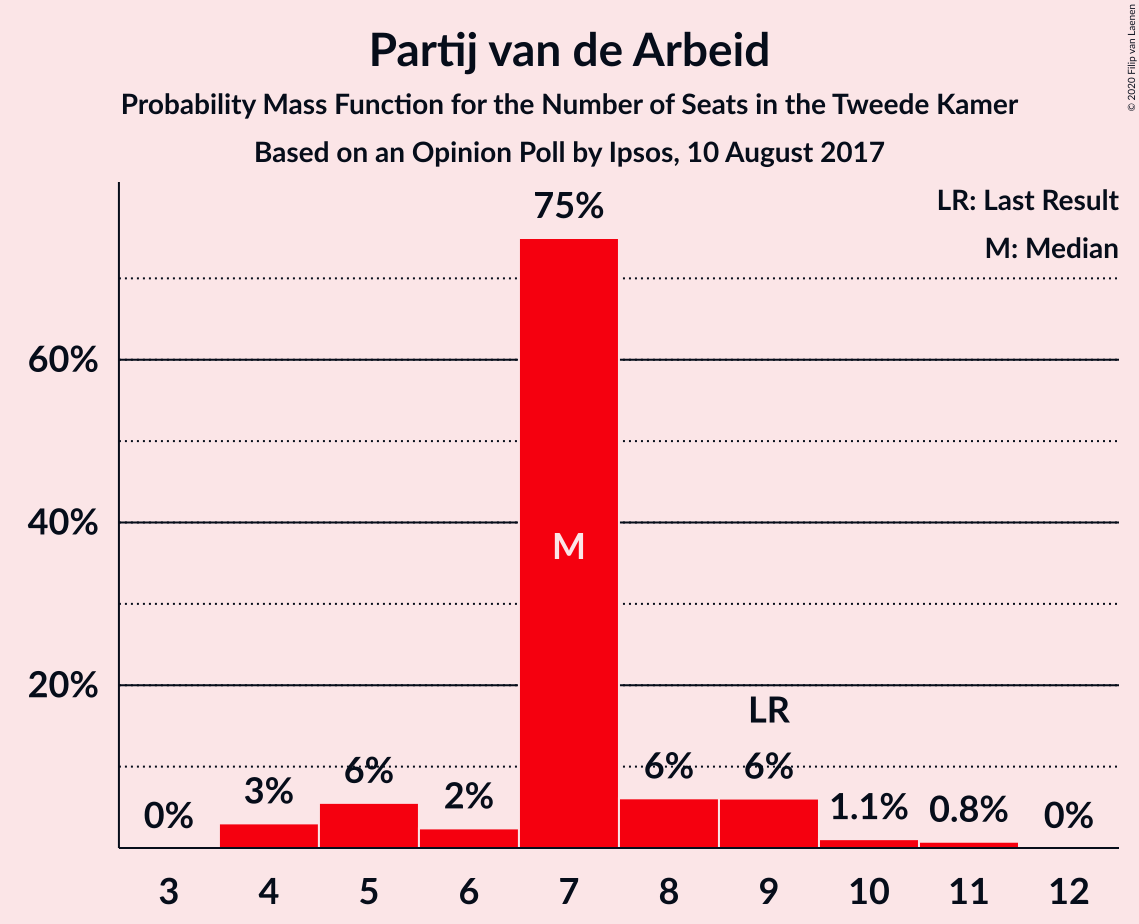 Partij van de Arbeid
Probability Mass Function for the Number of Seats in the Tweede Kamer
Based on an Opinion Poll by Ipsos, 10 August 2017
© 2020 Filip van Laenen
LR: Last Result
M: Median
75%
60%
40%
M
20%
LR
0%
3%
6%
2%
6%
6%
1.1%
0.8%
0%
3 4 5 6 7 8 9 10 11 12